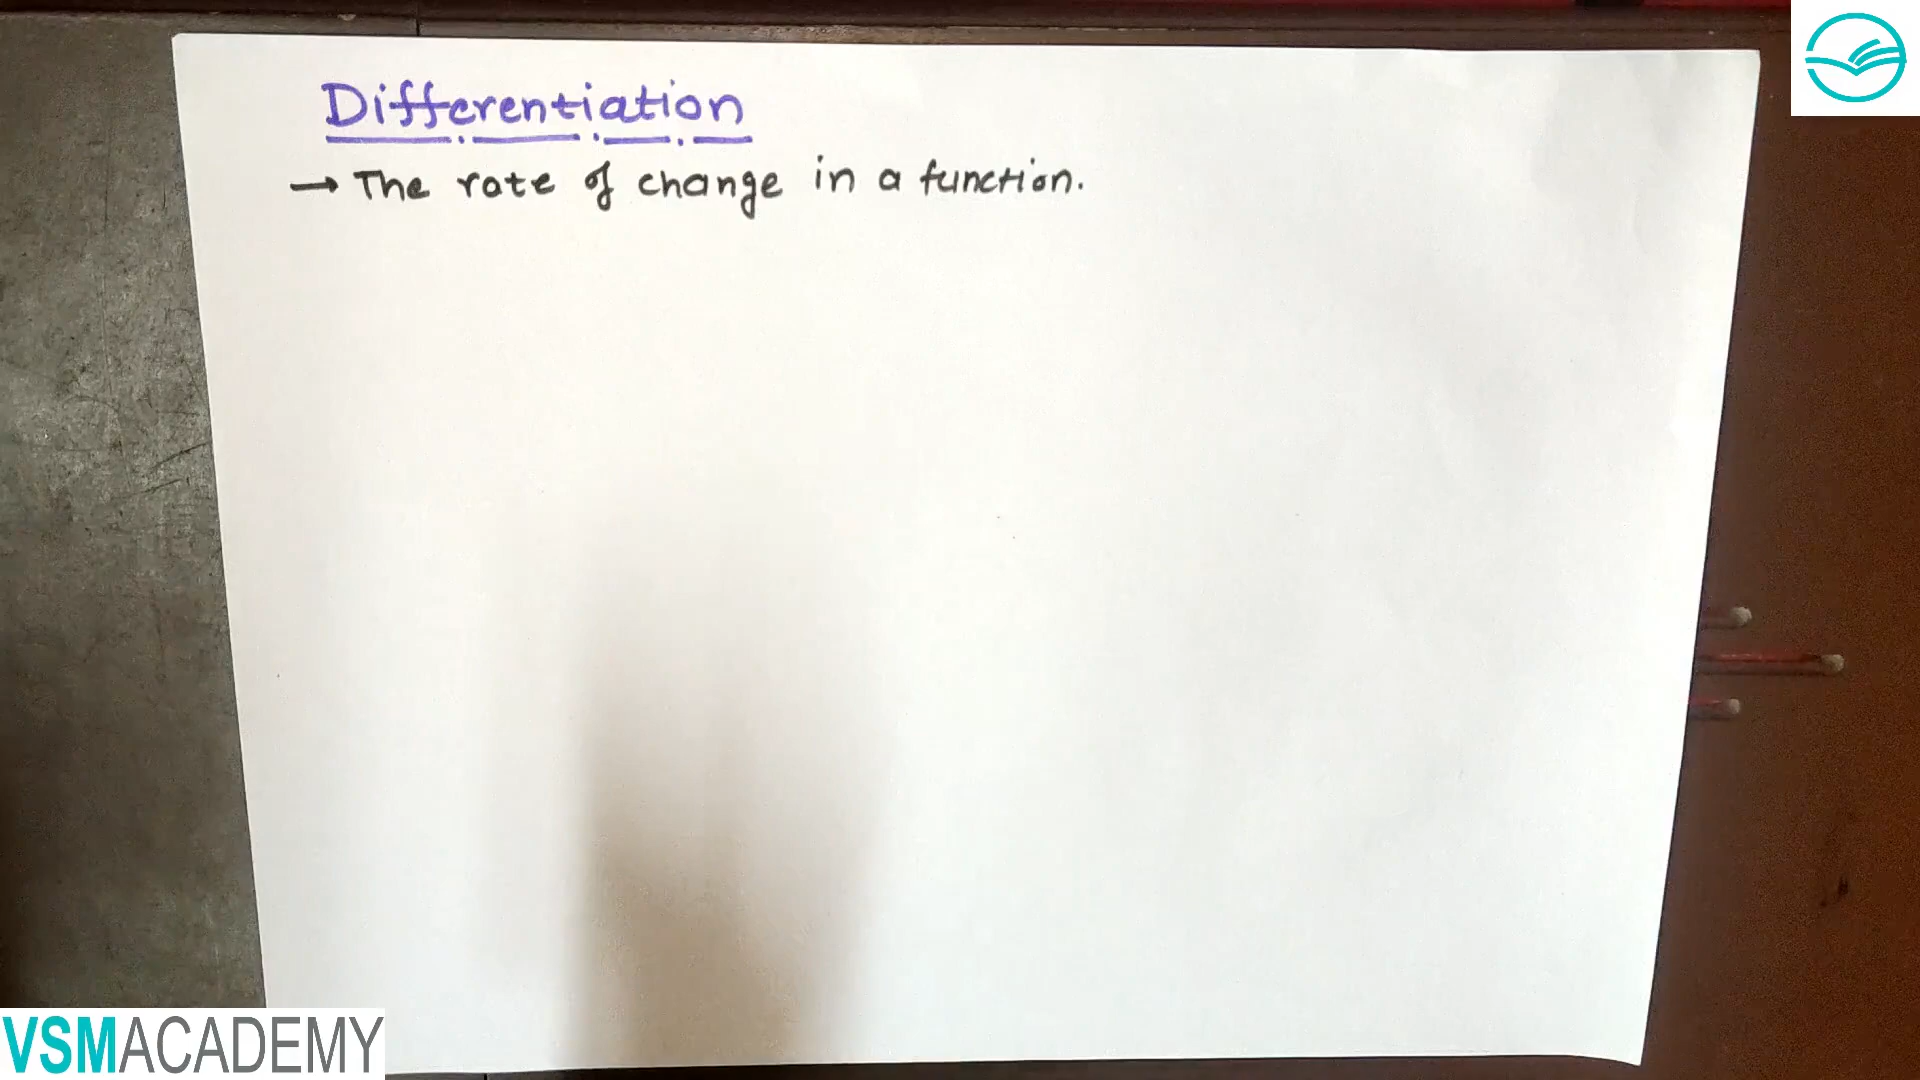 Differentiation
→ The rate of change in a function.
VSMACADEMY